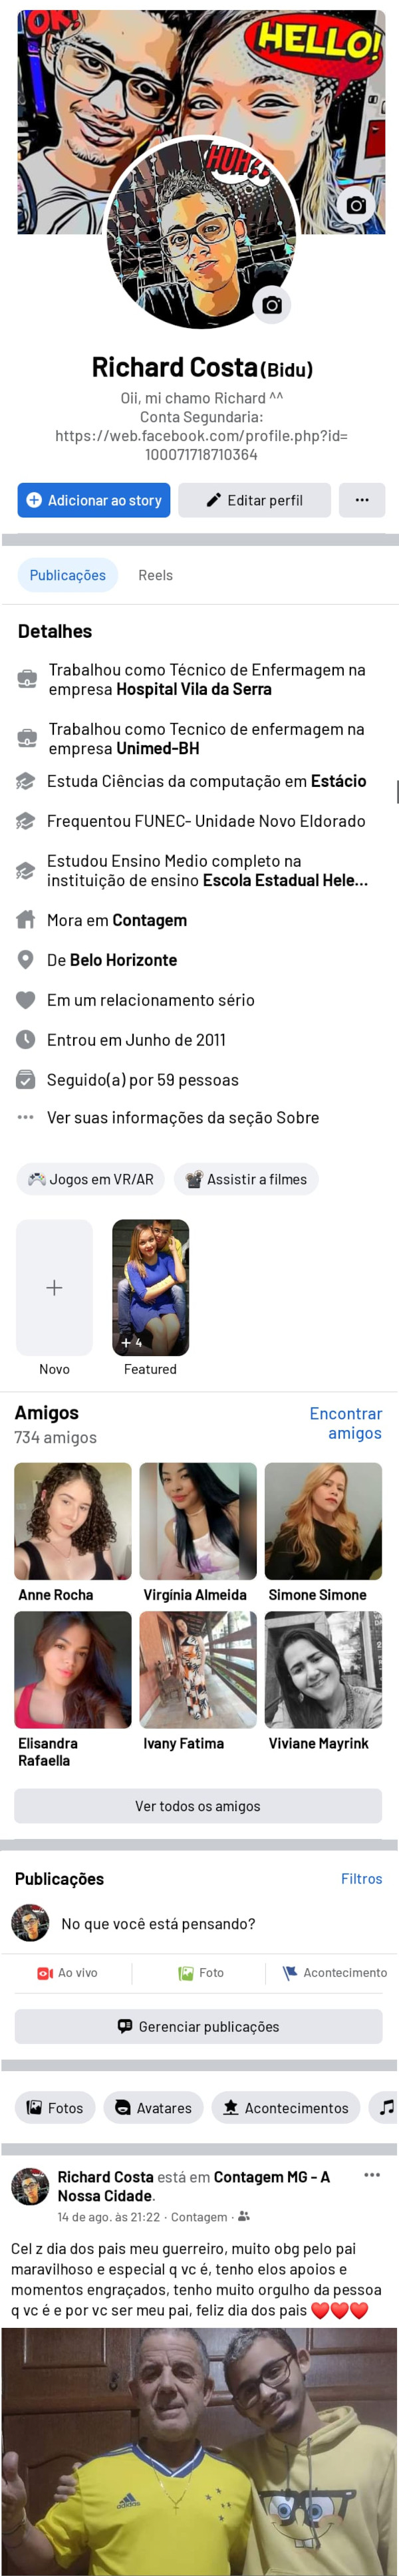 OK!
HELLO!
HUH?
Richard Costa (Bidu)
Oii, mi chamo Richard ^^
Conta Segundaria:
https://web.facebook.com/profile.php?id=
100071718710364
Adicionar ao story
Editar perfil
Publicações
Reels
Detalhes
Trabalhou como Técnico de Enfermagem na
empresa Hospital Vila da Serra
Trabalhou como Tecnico de enfermagem na
empresa Unimed-BH
Estuda Ciências da computação em Estácio
Frequentou FUNEC- Unidade Novo Eldorado
Estudou Ensino Medio completo na
instituição de ensino Escola Estadual Hele...
Mora em Contagem
De Belo Horizonte
Em um relacionamento sério
Entrou em Junho de 2011
Seguido(a) por 59 pessoas
Ver suas informações da seção Sobre
Jogos em VR/AR
Assistir a filmes
+ 4
Novo
Featured
Amigos
Encontrar
amigos
734 amigos
Anne Rocha
Virgínia Almeida
Simone Simone
Elisandra
Rafaella
Ivany Fatima
Viviane Mayrink
Ver todos os amigos
Publicações
Filtros
No que você está pensando?
Ao vivo
Foto
Acontecimento
Gerenciar publicações
Fotos
Avatares
Acontecimentos
Richard Costa está em Contagem MG - A
Nossa Cidade.
14 de ago. às 21:22 · Contagem ·
Cel z dia dos pais meu guerreiro, muito obg pelo pai
maravilhoso e especial q vc é, tenho elos apoios e
momentos engraçados, tenho muito orgulho da pessoa
q vc é e por vc ser meu pai, feliz dia dos pais ❤️❤️❤️
adidas